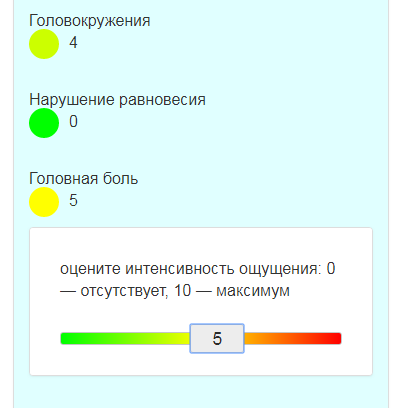 Головокружения
4
Нарушение равновесия
0
Головная боль
5
оцените интенсивность ощущения: 0
— отсутствует, 10 — максимум
5